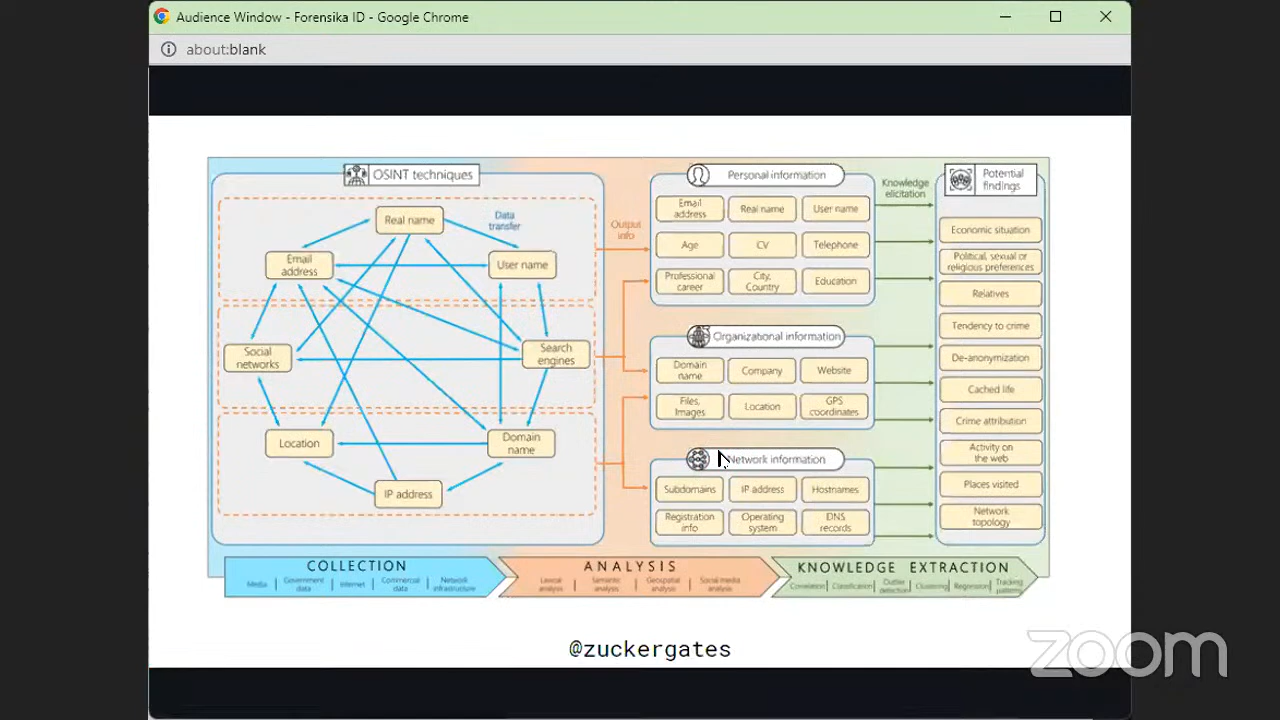 Audience Window - Forensika ID - Google Chrome
about:blank
OSINT techniques
Real name
Data
transfer
Email
address
User name
Social
networks
Search
engines
Location
Domain
name
IP address
Output
info
Personal information
Email
address
Real name
User name
Age
CV
Telephone
Professional
career
City,
Country
Education
Organizational information
Domain
name
Company
Website
Files,
Images
Location
GPS
coordinates
Network information
Subdomains
IP address
Hostnames
Registration
info
Operating
system
DNS
records
Knowledge
elicitation
Potential
findings
Economic situation
Political, sexual or
religious preferences
Relatives
Tendency to crime
De-anonymization
Cached life
Crime attribution
Activity on
the web
Places visited
Network
topology
COLLECTION
Media
Government
data
Internet
Commercial
data
Network
infrastructure
ANALYSIS
Lexical
analysis
Semantic
analysis
Geospatial
analysis
Social media
analysis
KNOWLEDGE EXTRACTION
Correlation
Classification
Outlier
detection
Clustering
Regression
Tracking
patterns
@zuckergates
zoom